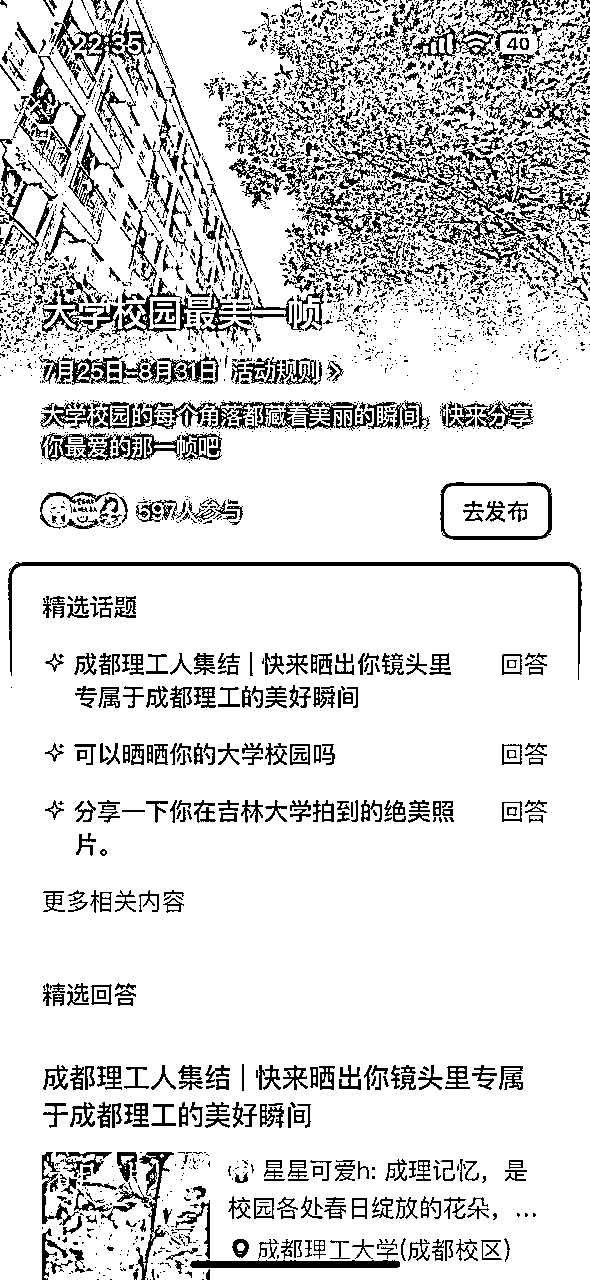 22:35
40
大学校园最美一帧
7月25日-8月31日 活动规则 >
大学校园的每个角落都藏着美丽的瞬间，快来分享
你最爱的那一帧吧
597人参与
去发布
精选话题
成都理工人集结 | 快来晒出你镜头里
专属于成都理工的美好瞬间
回答
可以晒晒你的大学校园吗
回答
分享一下你在吉林大学拍到的绝美照
片。
回答
更多相关内容
精选回答
成都理工人集结 | 快来晒出你镜头里专属
于成都理工的美好瞬间
星星可爱h: 成理记忆，是
校园各处春日绽放的花朵，...
成都理工大学(成都校区)